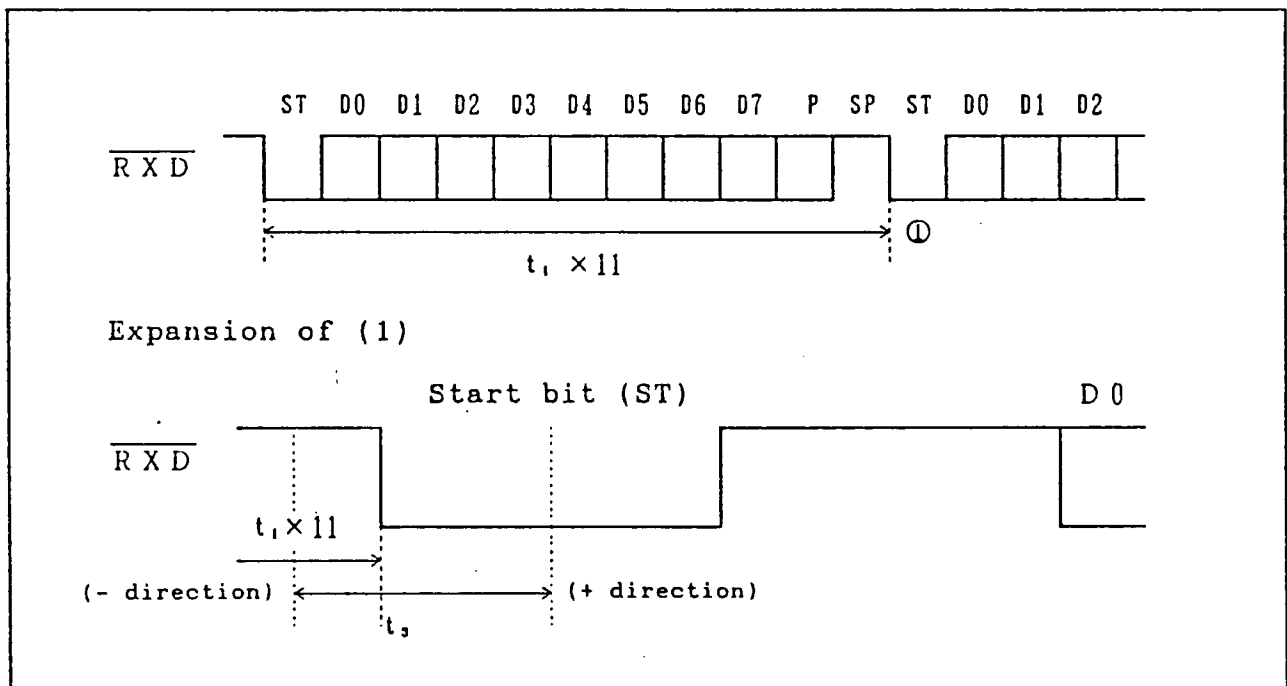 ST D0 D1 D2 D3 D4 D5 D6 D7 P SP ST D0 D1 D2
RXD
①
t₁ ×11
Expansion of (1)
Start bit (ST) D0
RXD
t₁×11
(- direction) (+ direction)
t₃